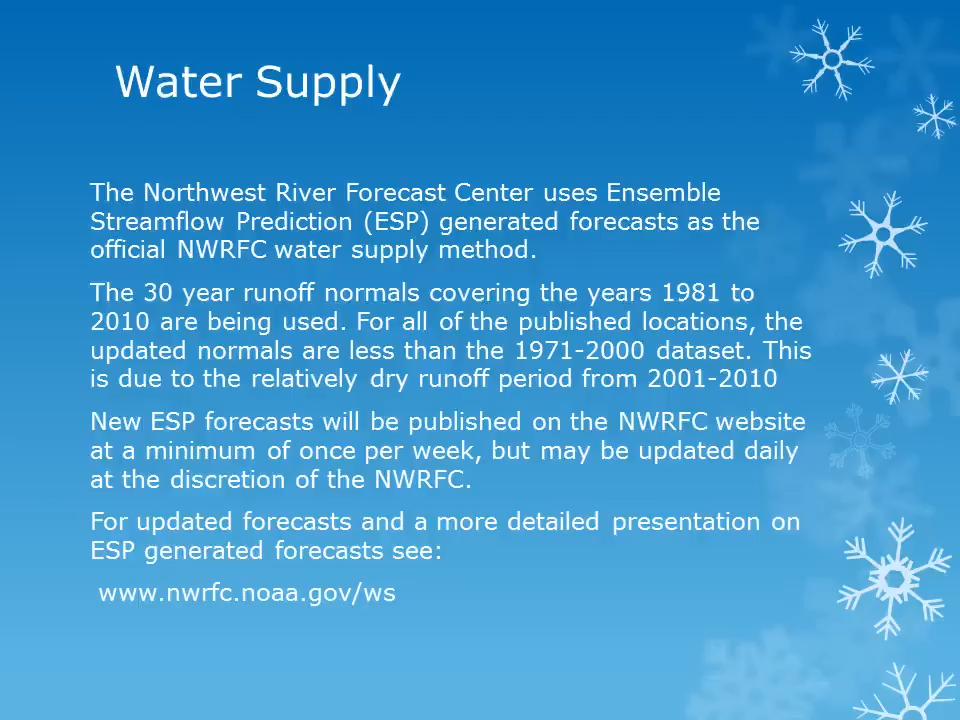 Water Supply
The Northwest River Forecast Center uses Ensemble
Streamflow Prediction (ESP) generated forecasts as the
official NWRFC water supply method.
The 30 year runoff normals covering the years 1981 to
2010 are being used. For all of the published locations, the
updated normals are less than the 1971-2000 dataset. This
is due to the relatively dry runoff period from 2001-2010
New ESP forecasts will be published on the NWRFC website
at a minimum of once per week, but may be updated daily
at the discretion of the NWRFC.
For updated forecasts and a more detailed presentation on
ESP generated forecasts see:
www.nwrfc.noaa.gov/ws